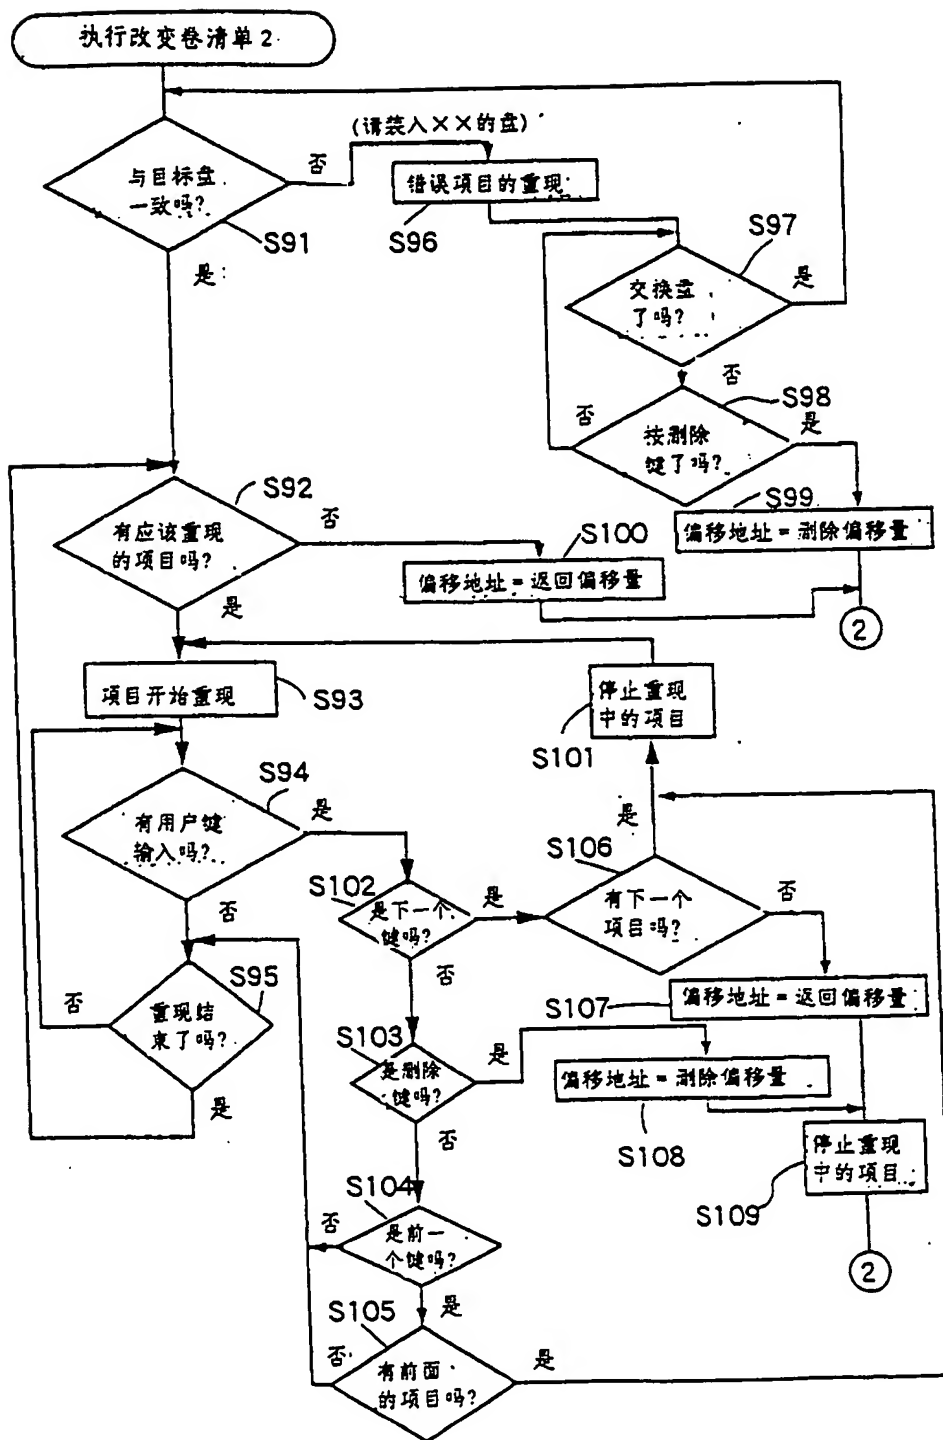 执行改变卷清单2
(请装入××的盘)
与目标盘
一致吗?
否
错误项目的重现
S91
S96
S97
是
交换盘
了吗?
是
否
S98
否
按删除
键了吗?
是
S92
S99
有应该重现
的项目吗?
否
S100
偏移地址=删除偏移量
偏移地址=返回偏移量
是
2
项目开始重现
S93
停止重现
中的项目
S101
S94
有用户键
输入吗?
是
是
S106
S102
是下一个
键吗?
是
有下一个
项目吗?
否
否
否
S95
重现结
束了吗?
否
S107
偏移地址=返回偏移量
S103
是删除
键吗?
是
偏移地址=删除偏移量
是
否
S108
停止重现
中的项目
S104
S109
否
是前一
个键吗?
2
S105
是
否
有前面
的项目吗?
是